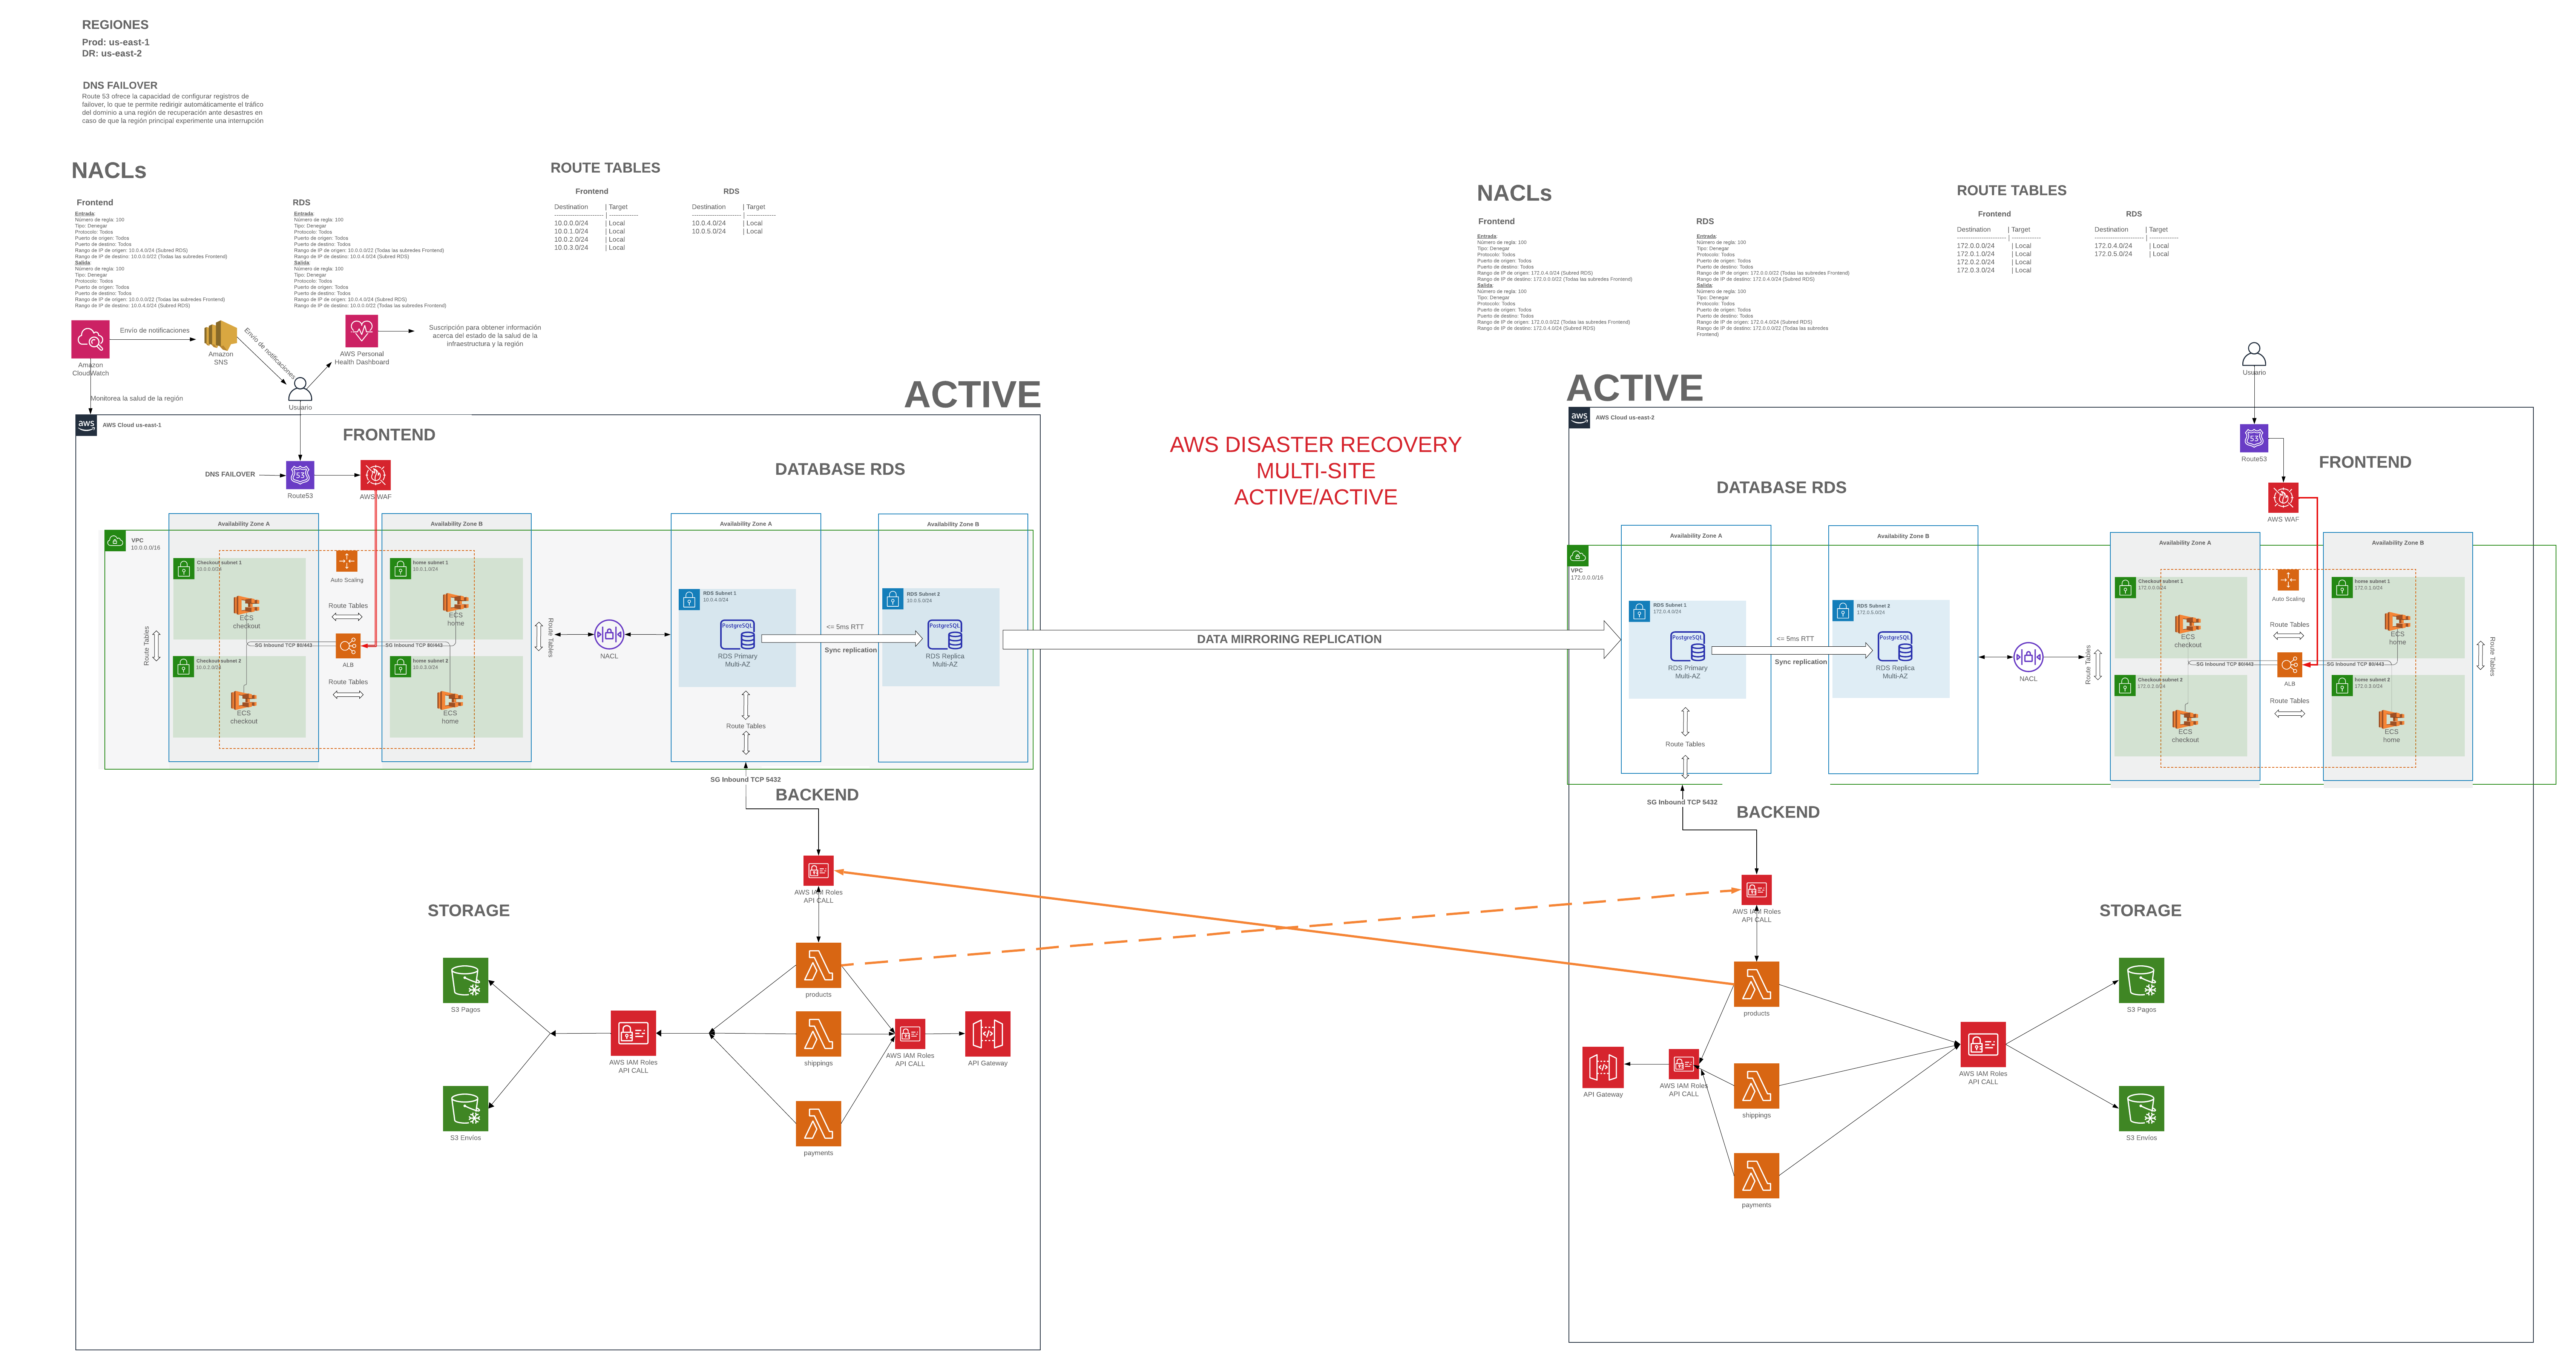 REGIONES
Prod: us-east-1
DR: us-east-2
DNS FAILOVER
Route 53 ofrece la capacidad de configurar registros de
failover, lo que te permite redirigir automáticamente el tráfico
del dominio a una región de recuperación ante desastres en
caso de que la región principal experimente una interrupción
NACLs
Frontend
Entrada:
Número de regla: 100
Tipo: Denegar
Protocolo: Todos
Puerto de origen: Todos
Puerto de destino: Todos
Rango de IP de origen: 10.0.4.0/24 (Subred RDS)
Rango de IP de destino: 10.0.0.0/22 (Todas las subredes Frontend)
Salida:
Número de regla: 100
Tipo: Denegar
Protocolo: Todos
Puerto de origen: Todos
Puerto de destino: Todos
Rango de IP de origen: 10.0.0.0/22 (Todas las subredes Frontend)
Rango de IP de destino: 10.0.4.0/24 (Subred RDS)
RDS
Entrada:
Número de regla: 100
Tipo: Denegar
Protocolo: Todos
Puerto de origen: Todos
Puerto de destino: Todos
Rango de IP de origen: 10.0.0.0/22 (Todas las subredes Frontend)
Rango de IP de destino: 10.0.4.0/24 (Subred RDS)
Salida:
Número de regla: 100
Tipo: Denegar
Protocolo: Todos
Puerto de origen: Todos
Puerto de destino: Todos
Rango de IP de origen: 10.0.4.0/24 (Subred RDS)
Rango de IP de destino: 10.0.0.0/22 (Todas las subredes Frontend)
ROUTE TABLES
Frontend
Destination | Target
---------------------- | -------------
10.0.0.0/24 | Local
10.0.1.0/24 | Local
10.0.2.0/24 | Local
10.0.3.0/24 | Local
RDS
Destination | Target
---------------------- | -------------
10.0.4.0/24 | Local
10.0.5.0/24 | Local
Amazon
CloudWatch
Envío de notificaciones
Amazon
SNS
Envío de notificaciones
AWS Personal
Health Dashboard
Suscripción para obtener información
acerca del estado de la salud de la
infraestructura y la región
Monitorea la salud de la región
Usuario
ACTIVE
aws
AWS Cloud us-east-1
FRONTEND
DATABASE RDS
DNS FAILOVER
53
Route53
AWS WAF
VPC
10.0.0.0/16
Availability Zone A
Availability Zone B
Availability Zone A
Availability Zone B
Checkout subnet 1
10.0.0.0/24
Auto Scaling
home subnet 1
10.0.1.0/24
ECS
checkout
Route Tables
ECS
home
Route Tables
SG Inbound TCP 80/443
ALB
SG Inbound TCP 80/443
Checkout subnet 2
10.0.2.0/24
home subnet 2
10.0.3.0/24
Route Tables
ECS
checkout
ECS
home
Route Tables
NACL
RDS Subnet 1
10.0.4.0/24
PostgreSQL
RDS Primary
Multi-AZ
<= 5ms RTT
Sync replication
RDS Subnet 2
10.0.5.0/24
PostgreSQL
RDS Replica
Multi-AZ
Route Tables
SG Inbound TCP 5432
BACKEND
AWS IAM Roles
API CALL
STORAGE
S3 Pagos
S3 Envíos
AWS IAM Roles
API CALL
products
shippings
payments
AWS IAM Roles
API CALL
API Gateway
AWS DISASTER RECOVERY
MULTI-SITE
ACTIVE/ACTIVE
DATA MIRRORING REPLICATION
NACLs
Frontend
Entrada:
Número de regla: 100
Tipo: Denegar
Protocolo: Todos
Puerto de origen: Todos
Puerto de destino: Todos
Rango de IP de origen: 172.0.4.0/24 (Subred RDS)
Rango de IP de destino: 172.0.0.0/22 (Todas las subredes Frontend)
Salida:
Número de regla: 100
Tipo: Denegar
Protocolo: Todos
Puerto de origen: Todos
Puerto de destino: Todos
Rango de IP de origen: 172.0.0.0/22 (Todas las subredes Frontend)
Rango de IP de destino: 172.0.4.0/24 (Subred RDS)
RDS
Entrada:
Número de regla: 100
Tipo: Denegar
Protocolo: Todos
Puerto de origen: Todos
Puerto de destino: Todos
Rango de IP de origen: 172.0.0.0/22 (Todas las subredes Frontend)
Rango de IP de destino: 172.0.4.0/24 (Subred RDS)
Salida:
Número de regla: 100
Tipo: Denegar
Protocolo: Todos
Puerto de origen: Todos
Puerto de destino: Todos
Rango de IP de origen: 172.0.4.0/24 (Subred RDS)
Rango de IP de destino: 172.0.0.0/22 (Todas las subredes
Frontend)
ROUTE TABLES
Frontend
Destination | Target
---------------------- | -------------
172.0.0.0/24 | Local
172.0.1.0/24 | Local
172.0.2.0/24 | Local
172.0.3.0/24 | Local
RDS
Destination | Target
---------------------- | -------------
172.0.4.0/24 | Local
172.0.5.0/24 | Local
Usuario
ACTIVE
aws
AWS Cloud us-east-2
53
Route53
FRONTEND
DATABASE RDS
AWS WAF
VPC
172.0.0.0/16
Availability Zone A
Availability Zone B
Availability Zone A
Availability Zone B
RDS Subnet 1
172.0.4.0/24
PostgreSQL
RDS Primary
Multi-AZ
<= 5ms RTT
Sync replication
RDS Subnet 2
172.0.5.0/24
PostgreSQL
RDS Replica
Multi-AZ
NACL
Route Tables
Checkout subnet 1
172.0.0.0/24
Auto Scaling
home subnet 1
172.0.1.0/24
ECS
checkout
Route Tables
ECS
home
SG Inbound TCP 80/443
ALB
SG Inbound TCP 80/443
Route Tables
Checkout subnet 2
172.0.2.0/24
home subnet 2
172.0.3.0/24
Route Tables
ECS
checkout
ECS
home
Route Tables
SG Inbound TCP 5432
BACKEND
AWS IAM Roles
API CALL
STORAGE
products
shippings
payments
API Gateway
AWS IAM Roles
API CALL
AWS IAM Roles
API CALL
S3 Pagos
S3 Envíos